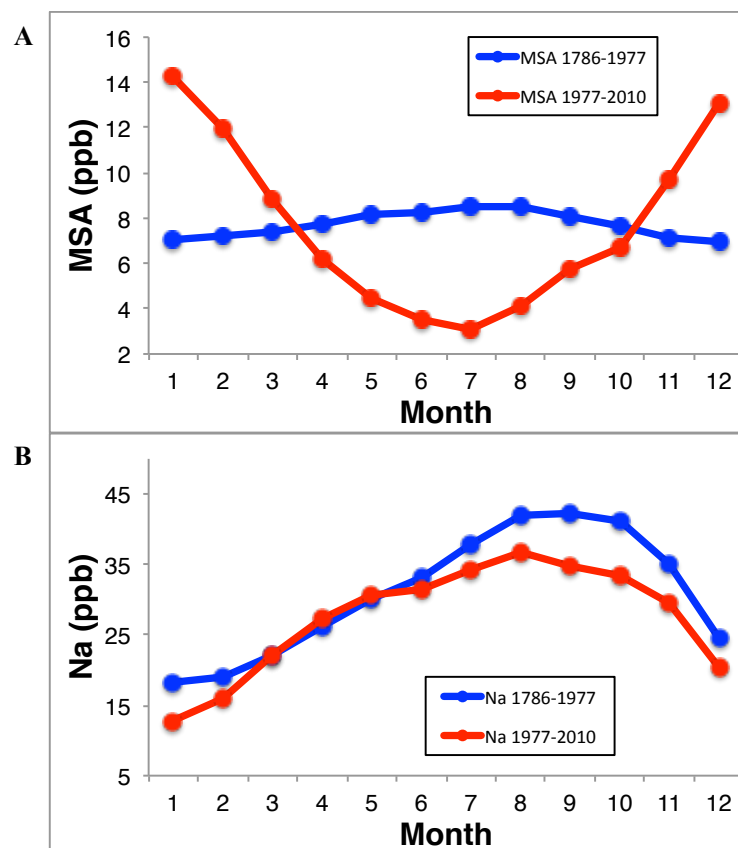 A
16
14
12
10
8
6
4
2
MSA (ppb)
MSA 1786-1977
MSA 1977-2010
1 2 3 4 5 6 7 8 9 10 11 12
Month
B
45
35
25
15
5
Na (ppb)
Na 1786-1977
Na 1977-2010
1 2 3 4 5 6 7 8 9 10 11 12
Month